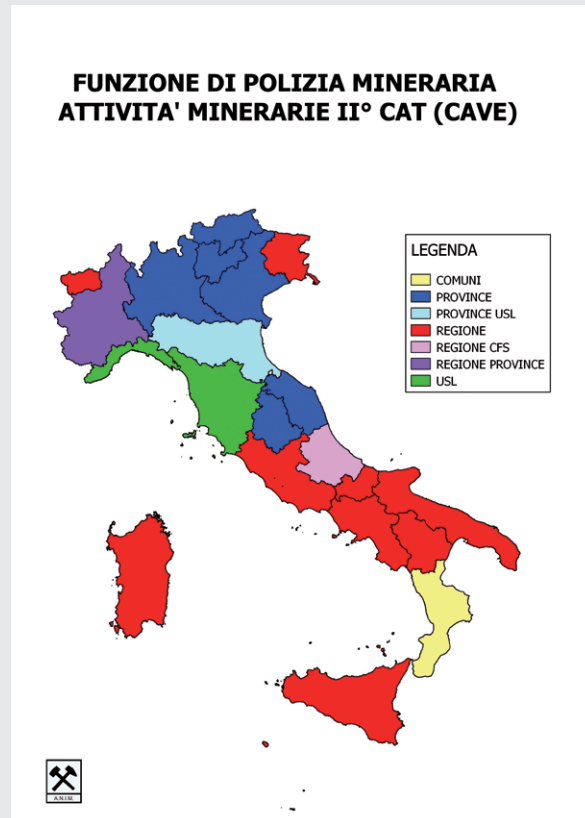 FUNZIONE DI POLIZIA MINERARIA
ATTIVITA' MINERARIE II° CAT (CAVE)
LEGENDA
COMUNI
PROVINCE
PROVINCE USL
REGIONE
REGIONE CFS
REGIONE PROVINCE
USL
A.N.I.M.